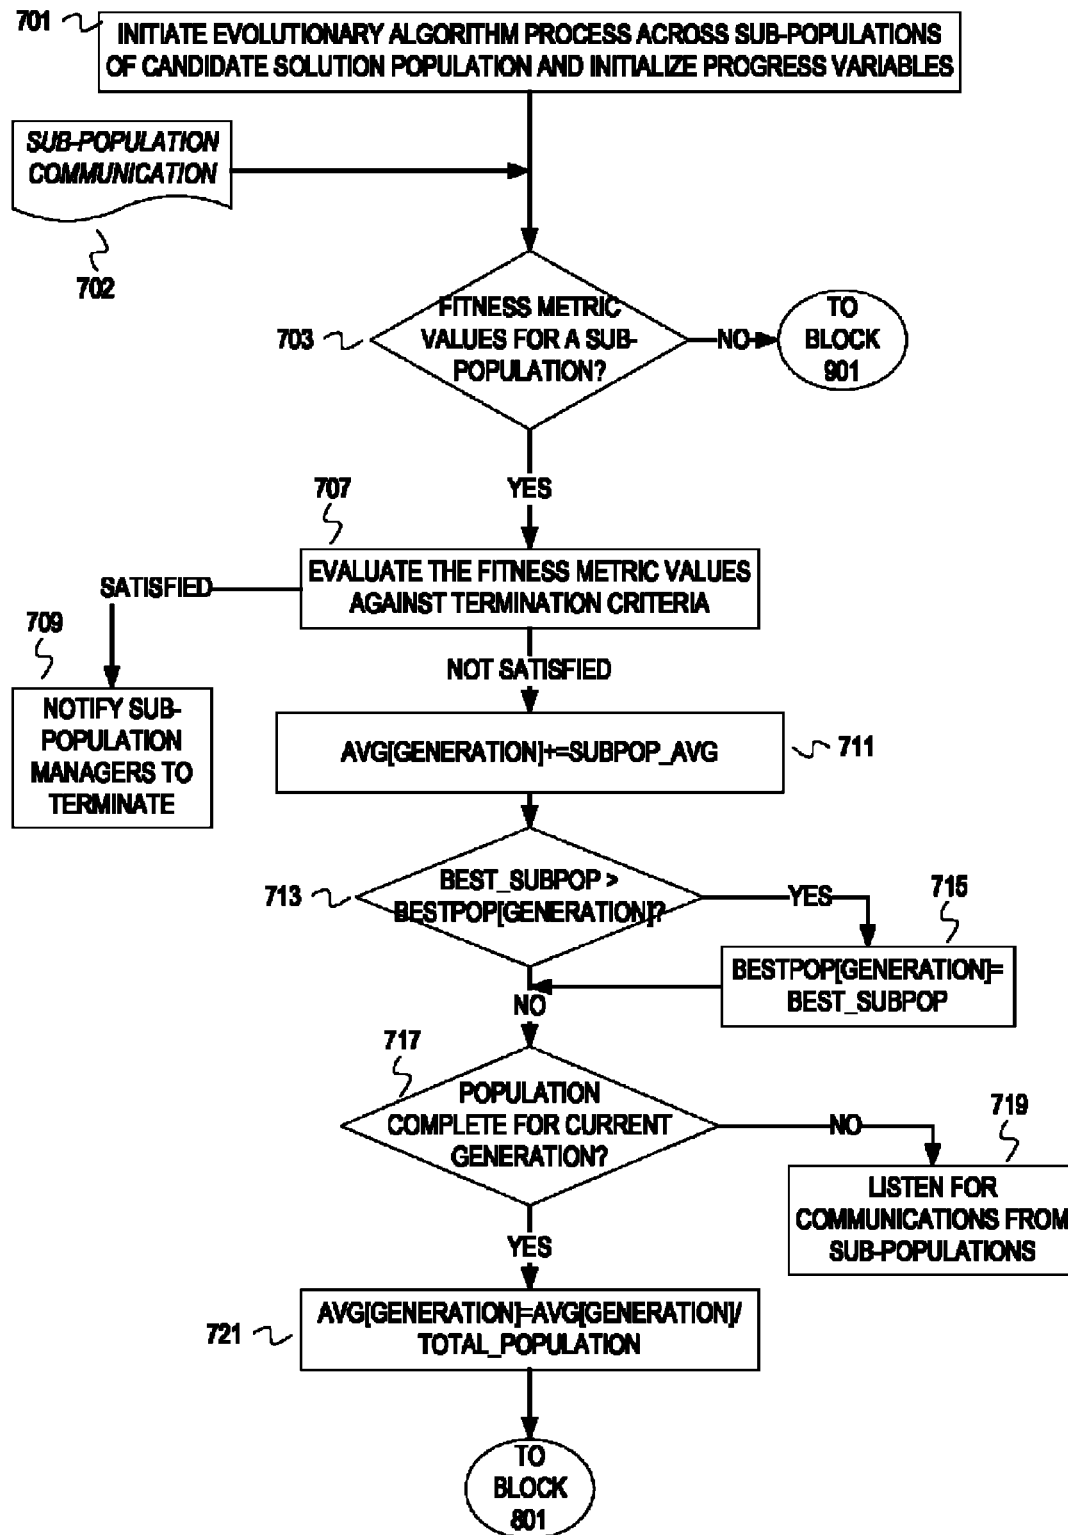 701
INITIATE EVOLUTIONARY ALGORITHM PROCESS ACROSS SUB-POPULATIONS
OF CANDIDATE SOLUTION POPULATION AND INITIALIZE PROGRESS VARIABLES
SUB-POPULATION
COMMUNICATION
702
703
FITNESS METRIC
VALUES FOR A SUB-
POPULATION?
NO
TO
BLOCK
901
YES
707
EVALUATE THE FITNESS METRIC VALUES
AGAINST TERMINATION CRITERIA
SATISFIED
709
NOTIFY SUB-
POPULATION
MANAGERS TO
TERMINATE
NOT SATISFIED
AVG[GENERATION]+=SUBPOP_AVG
711
713
BEST_SUBPOP >
BESTPOP[GENERATION]?
YES
715
BESTPOP[GENERATION]=
BEST_SUBPOP
NO
717
POPULATION
COMPLETE FOR CURRENT
GENERATION?
NO
719
LISTEN FOR
COMMUNICATIONS FROM
SUB-POPULATIONS
YES
721
AVG[GENERATION]=AVG[GENERATION]/
TOTAL_POPULATION
TO
BLOCK
801